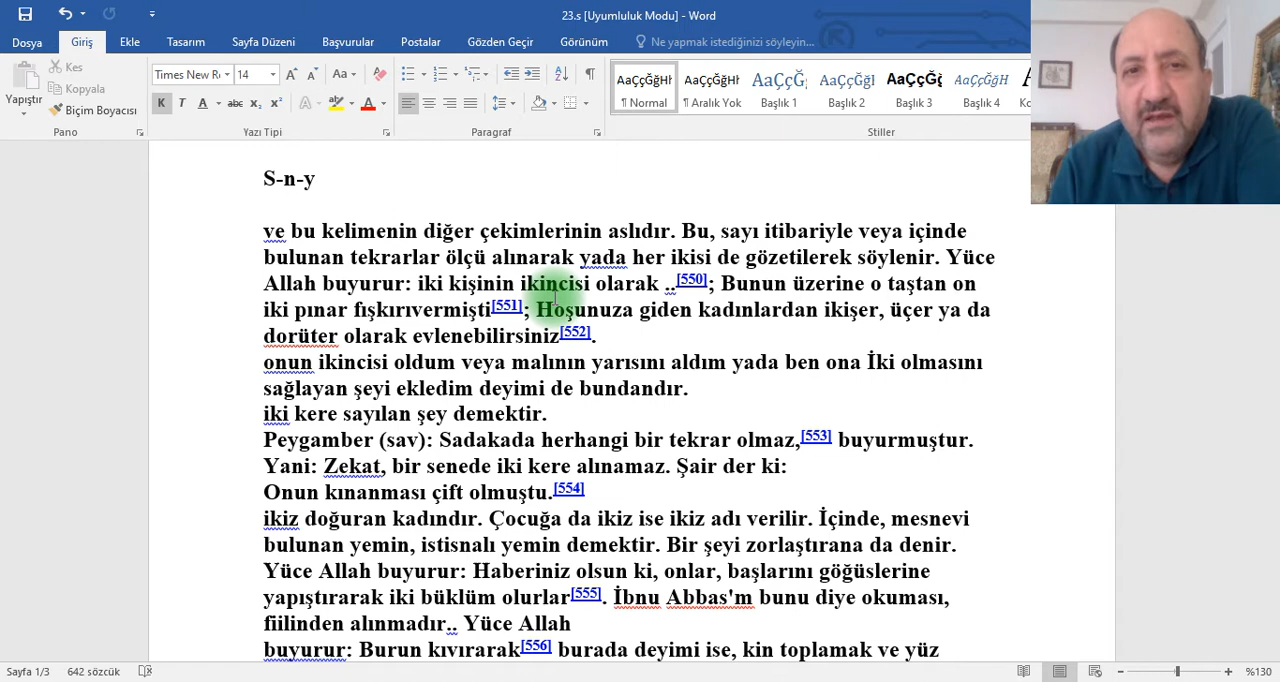 23.s [Uyumluluk Modu] - Word
Dosya Giriş Ekle Tasarım Sayfa Düzeni Başvurular Postalar Gözden Geçir Görünüm Ne yapmak istediğinizi söyleyin...
Yapıştır
Kes
Kopyala
Biçim Boyacısı
Times New Ro 14
Pano Yazı Tipi Paragraf Stiller
AaÇçĞğHł AaÇçĞğHł AaÇçĞğ AaÇçĞğI AaÇçĞğ AaÇçĞğH
¶ Normal ¶ Aralık Yok Başlık 1 Başlık 2 Başlık 3 Başlık 4
S-n-y
ve bu kelimenin diğer çekimlerinin aslıdır. Bu, sayı itibariyle veya içinde
bulunan tekrarlar ölçü alınarak yada her ikisi de gözetilerek söylenir. Yüce
Allah buyurur: iki kişinin ikincisi olarak ..[550]; Bunun üzerine o taştan on
iki pınar fışkırıvermişti[551]; Hoşunuza giden kadınlardan ikişer, üçer ya da
dorüter olarak evlenebilirsiniz[552].
onun ikincisi oldum veya malının yarısını aldım yada ben ona İki olmasını
sağlayan şeyi ekledim deyimi de bundandır.
iki kere sayılan şey demektir.
Peygamber (sav): Sadakada herhangi bir tekrar olmaz,[553] buyurmuştur.
Yani: Zekat, bir senede iki kere alınamaz. Şair der ki:
Onun kınanması çift olmuştu.[554]
ikiz doğuran kadındır. Çocuğa da ikiz ise ikiz adı verilir. İçinde, mesnevi
bulunan yemin, istisnalı yemin demektir. Bir şeyi zorlaştırana da denir.
Yüce Allah buyurur: Haberiniz olsun ki, onlar, başlarını göğüslerine
yapıştırarak iki büklüm olurlar[555]. İbnu Abbas'm bunu diye okuması,
fiilinden alınmadır.. Yüce Allah
buyurur: Burun kıvırarak[556] burada deyimi ise, kin toplamak ve yüz
Sayfa 1/3 642 sözcük %130